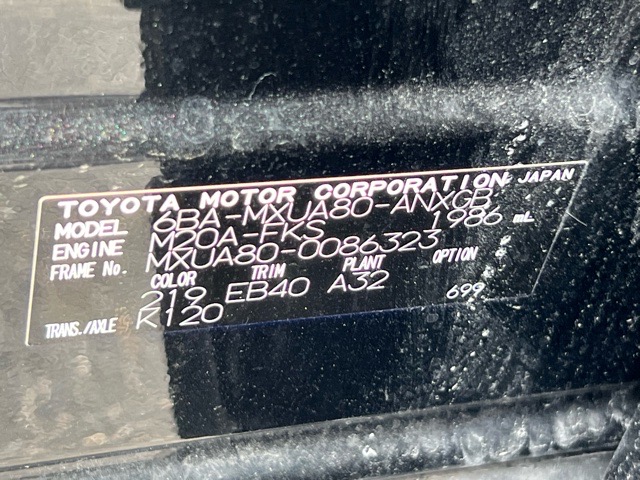 TOYOTA MOTOR CORPORATION JAPAN
MODEL 6BA-MXUA80-ANXGB
ENGINE M20A-FKS 1986 mL
FRAME No. MXUA80-0086323
COLOR TRIM PLANT OPTION
219 EB40 A32 699
TRANS./AXLE K120